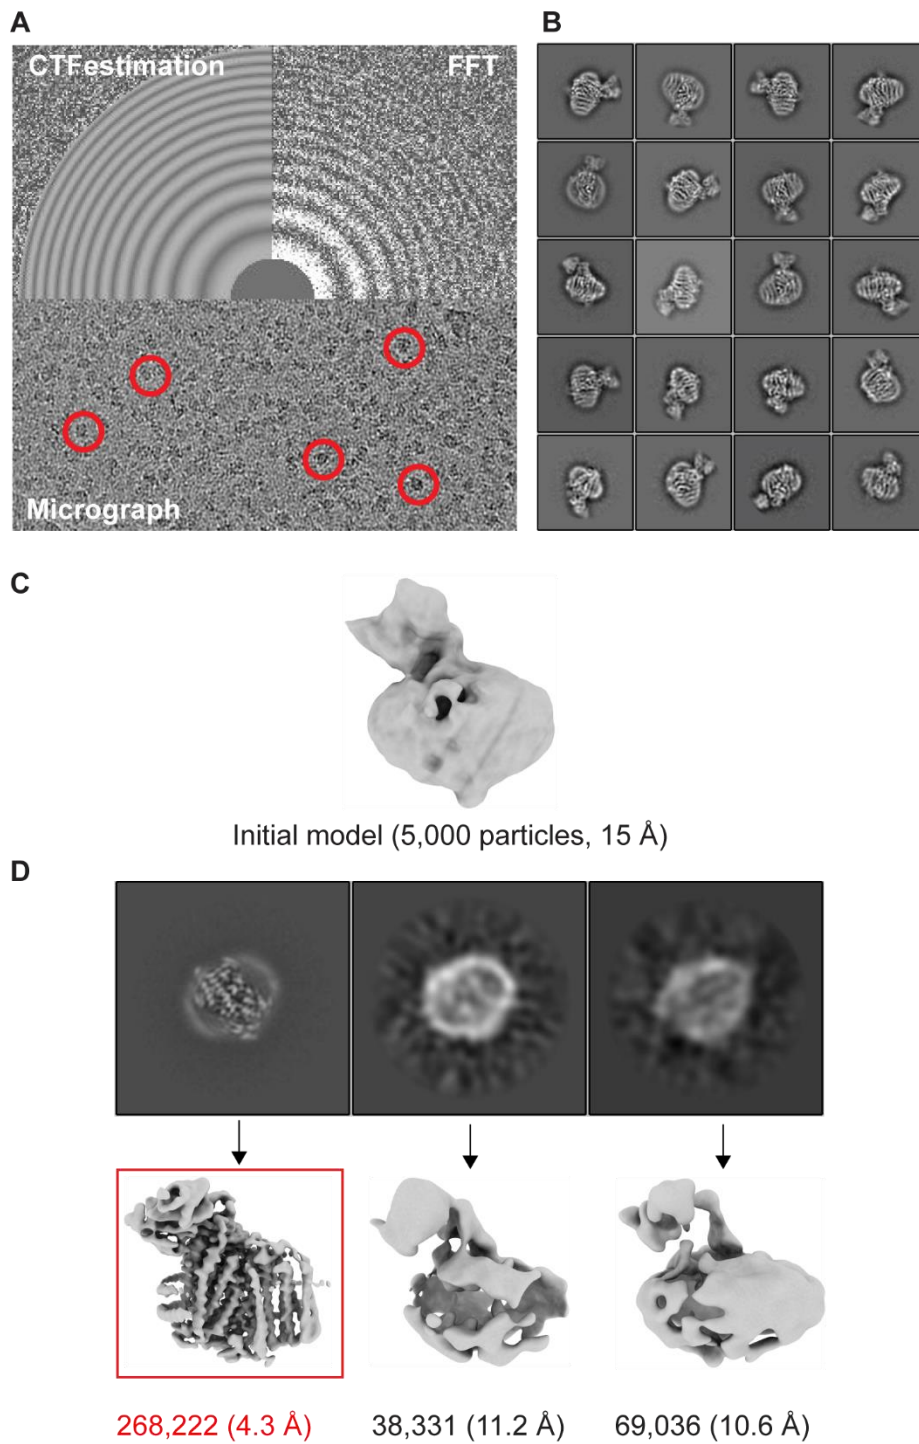 A
CTFestimation
FFT
Micrograph
B
C
Initial model (5,000 particles, 15 Å)
D
268,222 (4.3 Å)
38,331 (11.2 Å)
69,036 (10.6 Å)